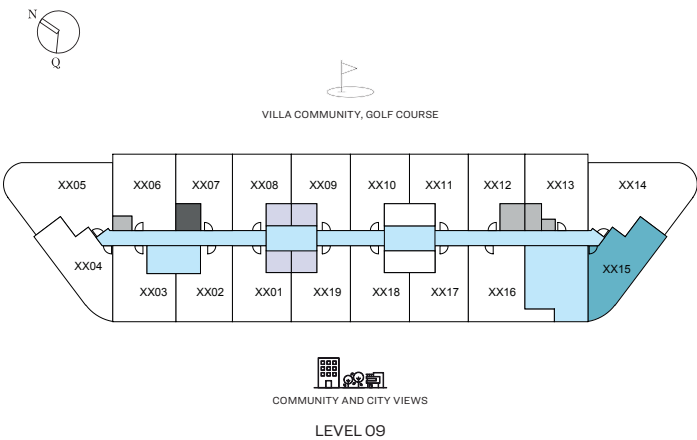 N
Q
VILLA COMMUNITY, GOLF COURSE
XX05 XX06 XX07 XX08 XX09 XX10 XX11 XX12 XX13 XX14
XX04 XX15
XX03 XX02 XX01 XX19 XX18 XX17 XX16
COMMUNITY AND CITY VIEWS
LEVEL 09